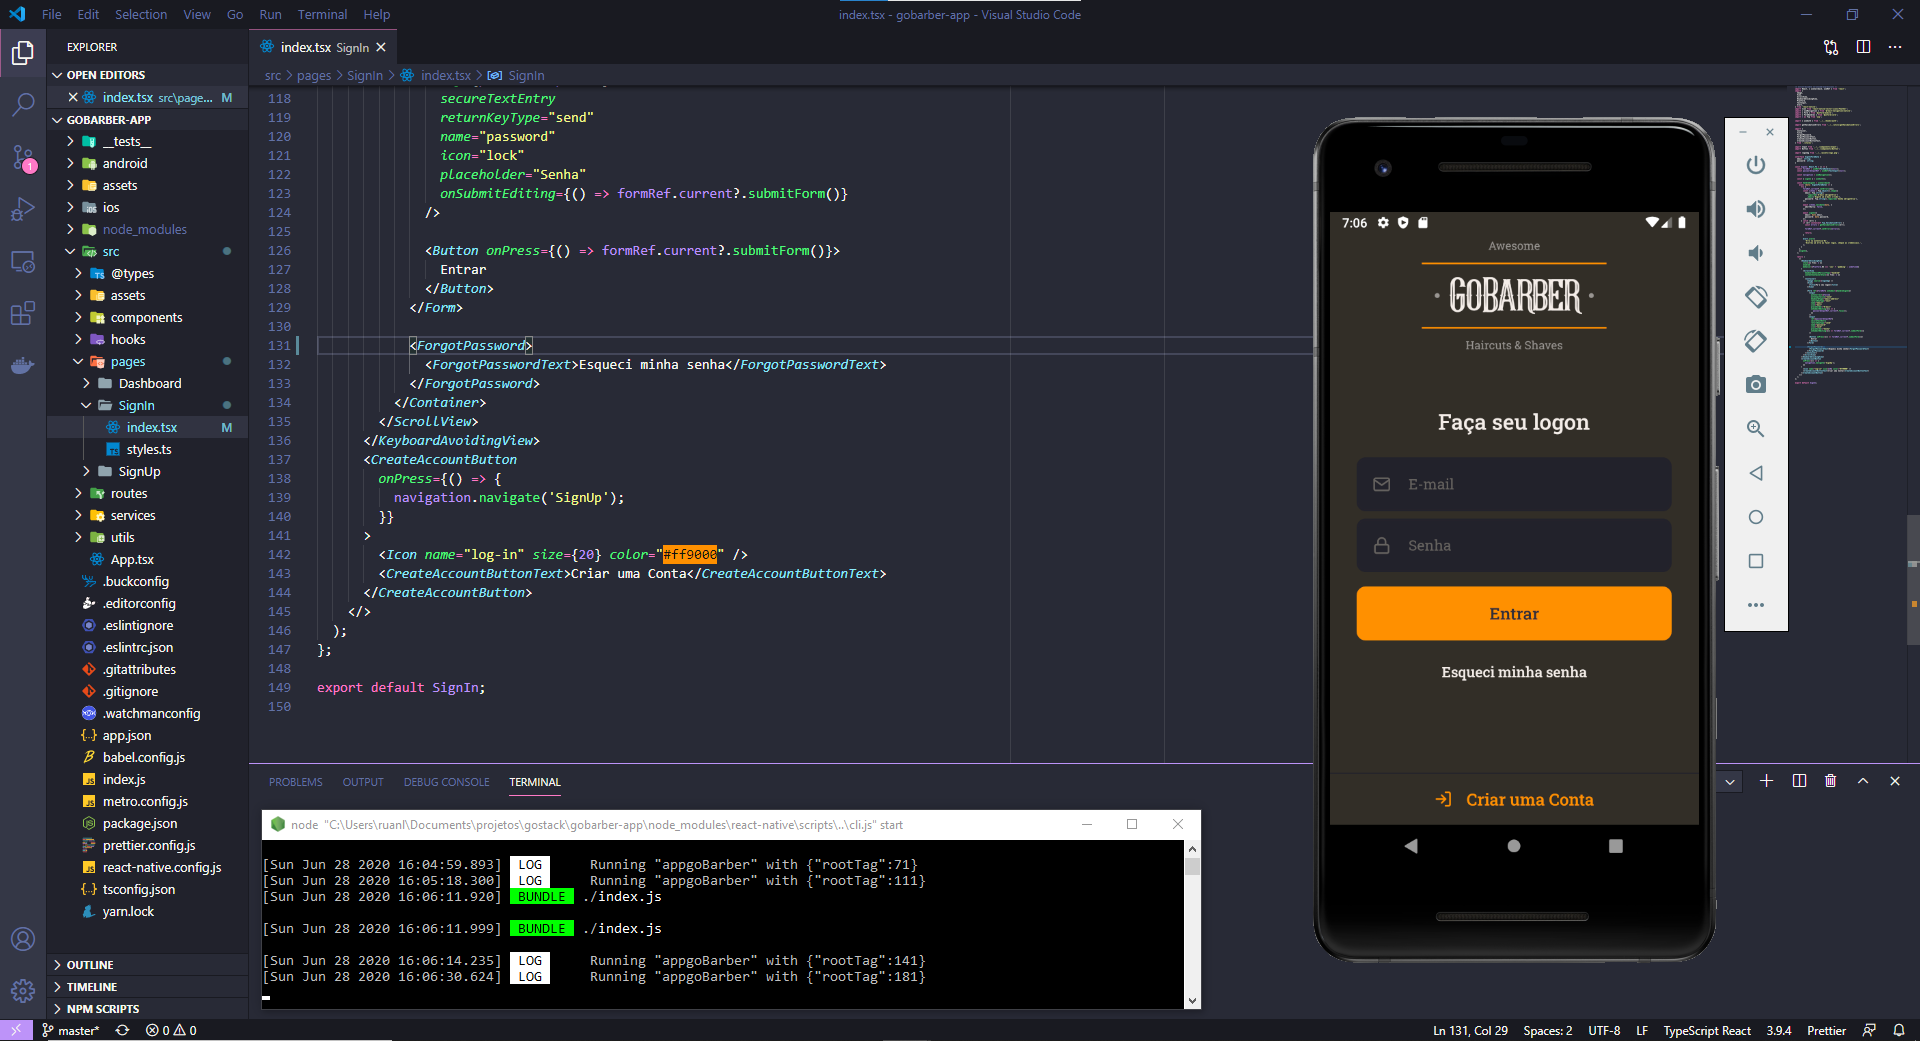 File Edit Selection View Go Run Terminal Help
index.tsx - gobarber-app - Visual Studio Code
EXPLORER
OPEN EDITORS
index.tsx src\page... M
GOBARBER-APP
__tests__
android
assets
ios
node_modules
src
@types
assets
components
hooks
pages
Dashboard
SignIn
index.tsx M
styles.ts
SignUp
routes
services
utils
App.tsx
.buckconfig
.editorconfig
.eslintignore
.eslintrc.json
.gitattributes
.gitignore
.watchmanconfig
app.json
babel.config.js
index.js
metro.config.js
package.json
prettier.config.js
react-native.config.js
tsconfig.json
yarn.lock
OUTLINE
TIMELINE
NPM SCRIPTS
1
index.tsx SignIn
src > pages > SignIn > index.tsx > SignIn
118 secureTextEntry
119 returnKeyType="send"
120 name="password"
121 icon="lock"
122 placeholder="Senha"
123 onSubmitEditing={() => formRef.current?.submitForm()}
124 />
125
126 <Button onPress={() => formRef.current?.submitForm()}>
127 Entrar
128 </Button>
129 </Form>
130
131 <ForgotPassword>
132 <ForgotPasswordText>Esqueci minha senha</ForgotPasswordText>
133 </ForgotPassword>
134 </Container>
135 </ScrollView>
136 </KeyboardAvoidingView>
137 <CreateAccountButton
138 onPress={() => {
139 navigation.navigate('SignUp');
140 }}
141 >
142 <Icon name="log-in" size={20} color="#ff9000" />
143 <CreateAccountButtonText>Criar uma Conta</CreateAccountButtonText>
144 </CreateAccountButton>
145 </>
146 );
147 };
148
149 export default SignIn;
150
PROBLEMS OUTPUT DEBUG CONSOLE TERMINAL
node "C:\Users\ruanl\Documents\projetos\gostack\gobarber-app\node_modules\react-native\scripts\..\cli.js" start
[Sun Jun 28 2020 16:04:59.893] LOG Running "appgoBarber" with {"rootTag":71}
[Sun Jun 28 2020 16:05:18.300] LOG Running "appgoBarber" with {"rootTag":111}
[Sun Jun 28 2020 16:06:11.920] BUNDLE ./index.js
[Sun Jun 28 2020 16:06:11.999] BUNDLE ./index.js
[Sun Jun 28 2020 16:06:14.235] LOG Running "appgoBarber" with {"rootTag":141}
[Sun Jun 28 2020 16:06:30.624] LOG Running "appgoBarber" with {"rootTag":181}
7:06
Awesome
GOBARBER
Haircuts & Shaves
Faça seu logon
E-mail
Senha
Entrar
Esqueci minha senha
Criar uma Conta
master* 0 0
Ln 131, Col 29 Spaces: 2 UTF-8 LF TypeScript React 3.9.4 Prettier